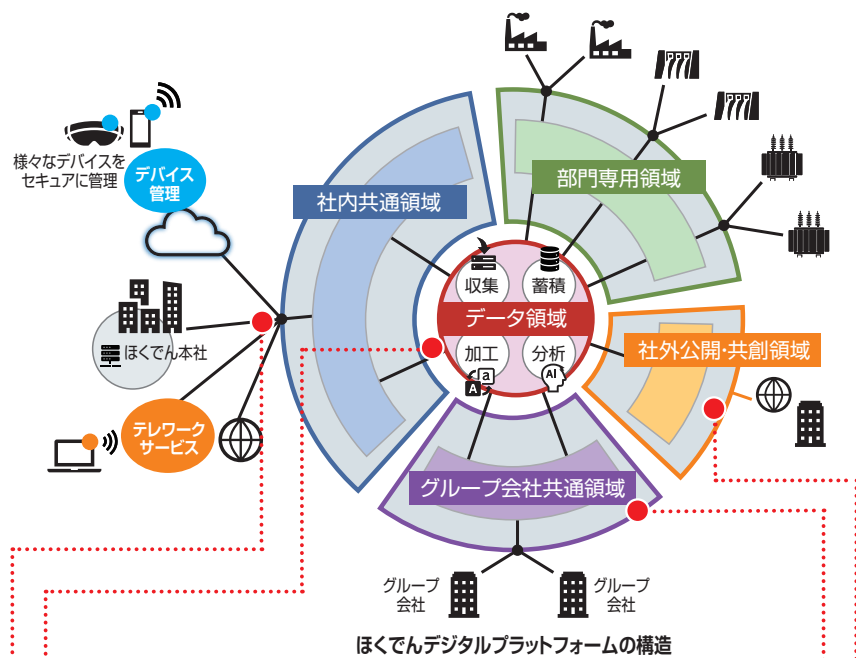 様々なデバイスを
セキュアに管理
デバイス
管理
社内共通領域
部門専用領域
収集
蓄積
データ領域
加工
分析
AI
a
A
ほくでん本社
社外公開・共創領域
テレワーク
サービス
グループ会社共通領域
グループ
会社
グループ
会社
ほくでんデジタルプラットフォームの構造